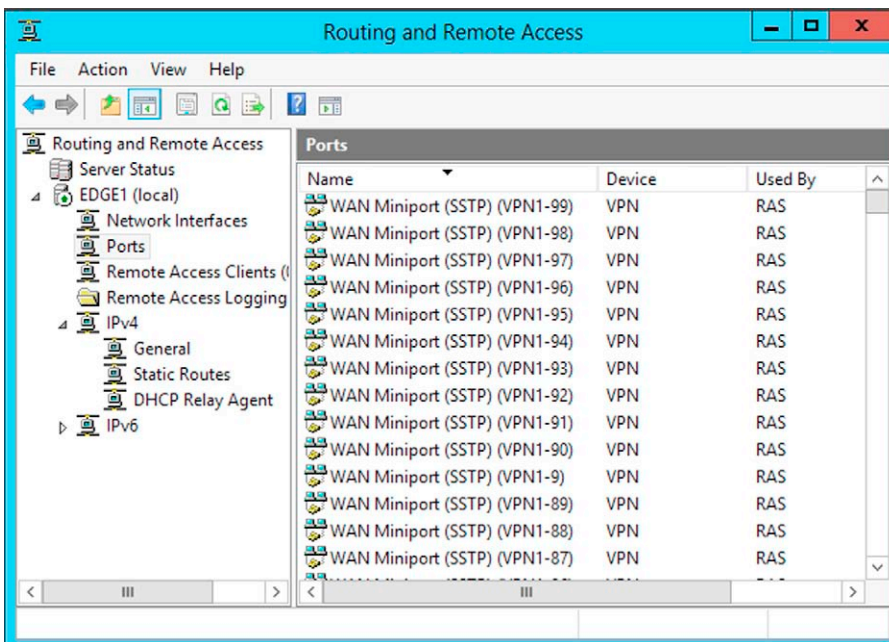 Routing and Remote Access
File Action View Help
Routing and Remote Access
Server Status
EDGE1 (local)
Network Interfaces
Ports
Remote Access Clients (
Remote Access Logging
IPv4
General
Static Routes
DHCP Relay Agent
IPv6
Ports
Name Device Used By
WAN Miniport (SSTP) (VPN1-99) VPN RAS
WAN Miniport (SSTP) (VPN1-98) VPN RAS
WAN Miniport (SSTP) (VPN1-97) VPN RAS
WAN Miniport (SSTP) (VPN1-96) VPN RAS
WAN Miniport (SSTP) (VPN1-95) VPN RAS
WAN Miniport (SSTP) (VPN1-94) VPN RAS
WAN Miniport (SSTP) (VPN1-93) VPN RAS
WAN Miniport (SSTP) (VPN1-92) VPN RAS
WAN Miniport (SSTP) (VPN1-91) VPN RAS
WAN Miniport (SSTP) (VPN1-90) VPN RAS
WAN Miniport (SSTP) (VPN1-9) VPN RAS
WAN Miniport (SSTP) (VPN1-89) VPN RAS
WAN Miniport (SSTP) (VPN1-88) VPN RAS
WAN Miniport (SSTP) (VPN1-87) VPN RAS